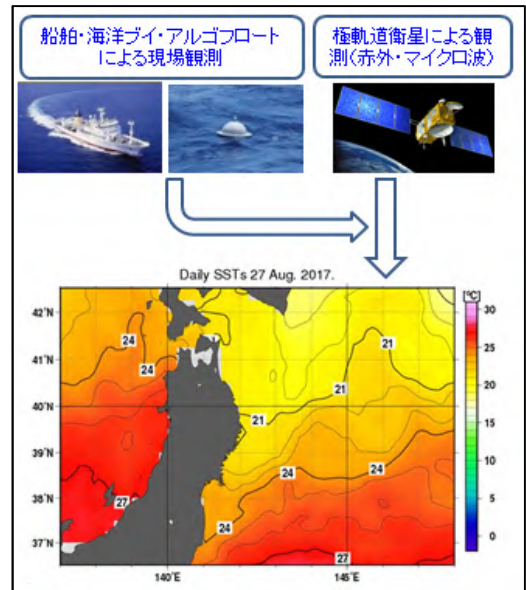 船舶・海洋ブイ・アルゴフロート
による現場観測
極軌道衛星による観
測(赤外・マイクロ波)
Daily SSTs 27 Aug. 2017.
[℃]
42˚N
41˚N
40˚N
39˚N
38˚N
37˚N
24
24
27
21
21
21
24
24
24
27
30
25
20
15
10
5
0
140˚E
145˚E